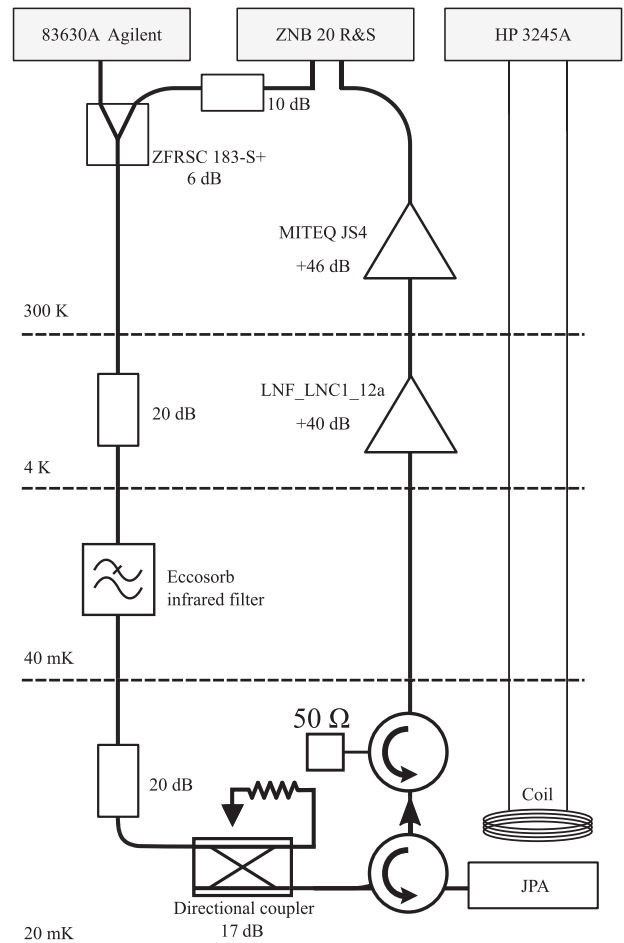 83630A Agilent
ZNB 20 R&S
HP 3245A
10 dB
ZFRSC 183-S+
6 dB
MITEQ JS4
+46 dB
300 K
LNF_LNC1_12a
+40 dB
20 dB
4 K
Eccosorb
infrared filter
40 mK
50 Ω
20 dB
Coil
JPA
Directional coupler
17 dB
20 mK